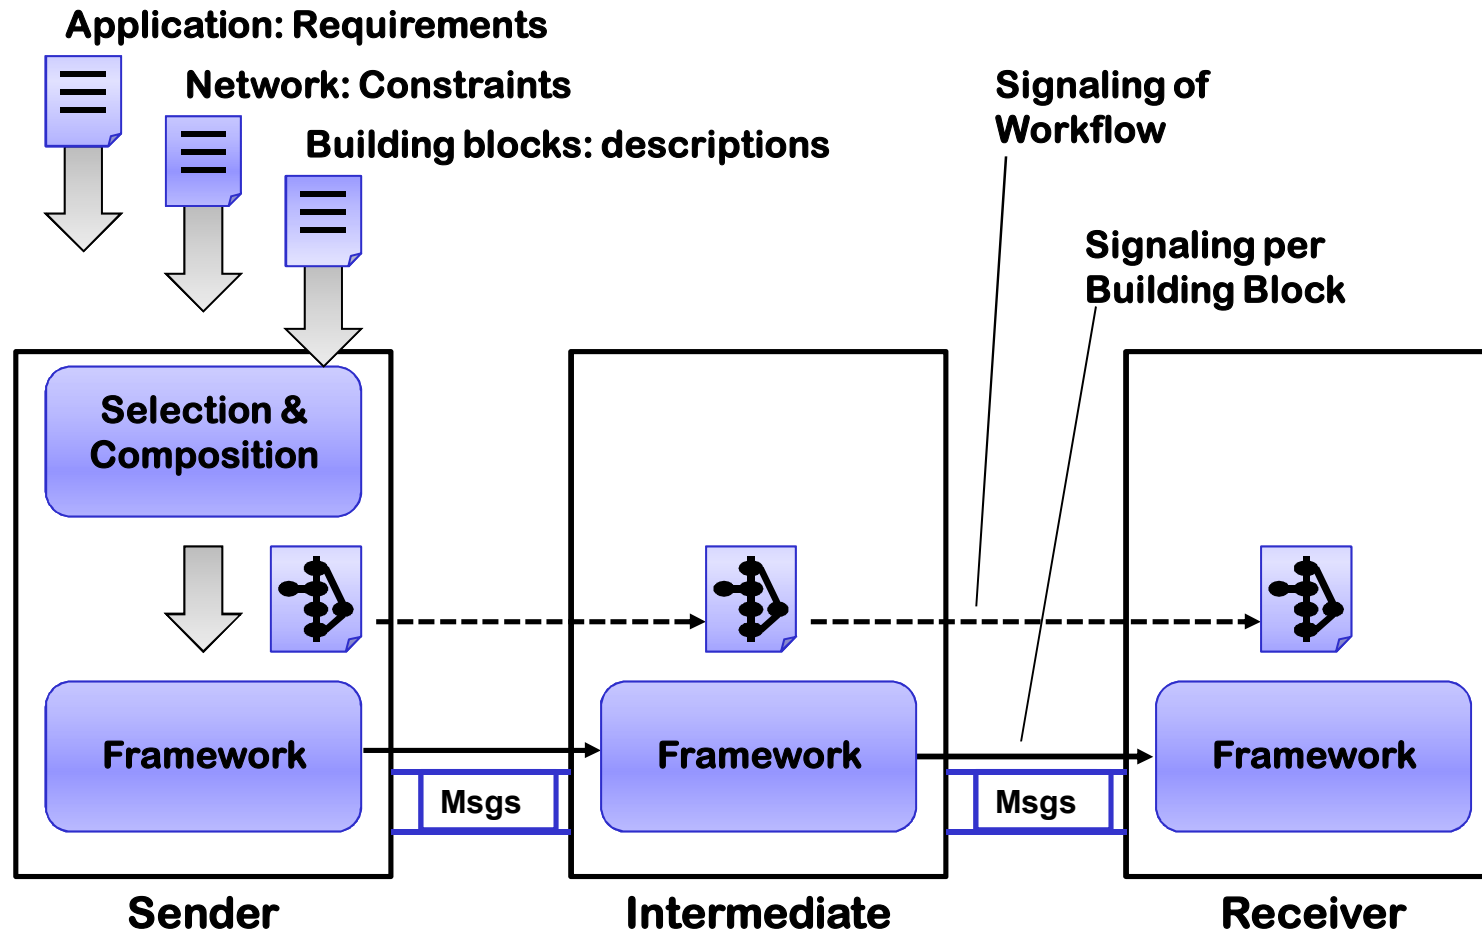 Application: Requirements
Network: Constraints
Building blocks: descriptions
Signaling of
Workflow
Signaling per
Building Block
Selection &
Composition
Framework
Framework
Framework
Msgs
Msgs
Sender
Intermediate
Receiver